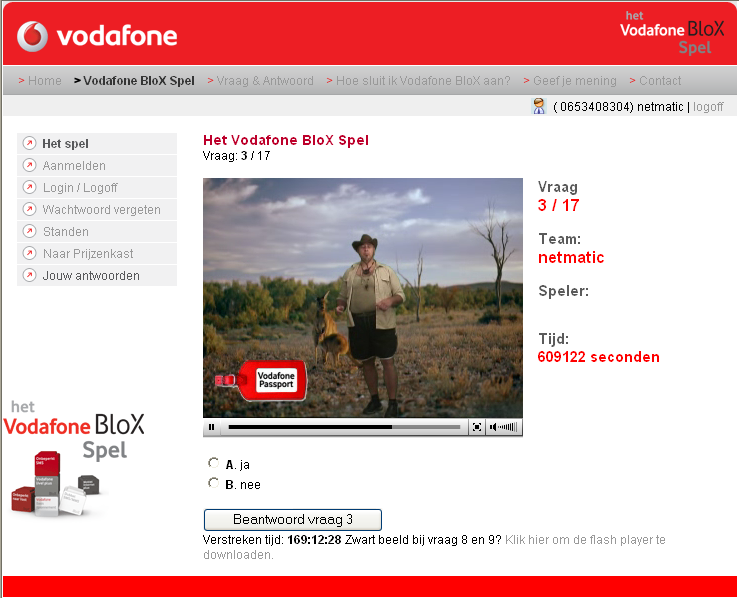 vodafone
het
Vodafone BloX
Spel
> Home > Vodafone BloX Spel > Vraag & Antwoord > Hoe sluit ik Vodafone BloX aan? > Geef je mening > Contact
( 0653408304) netmatic | logoff
Het spel
Aanmelden
Login / Logoff
Wachtwoord vergeten
Standen
Naar Prijzenkast
Jouw antwoorden
Het Vodafone BloX Spel
Vraag: 3 / 17
Vodafone
Passport
Vraag
3 / 17
Team:
netmatic
Speler:
Tijd:
609122 seconden
het
Vodafone BloX
Spel
A. ja
B. nee
Beantwoord vraag 3
Verstreken tijd: 169:12:28 Zwart beeld bij vraag 8 en 9? Klik hier om de flash player te
downloaden.